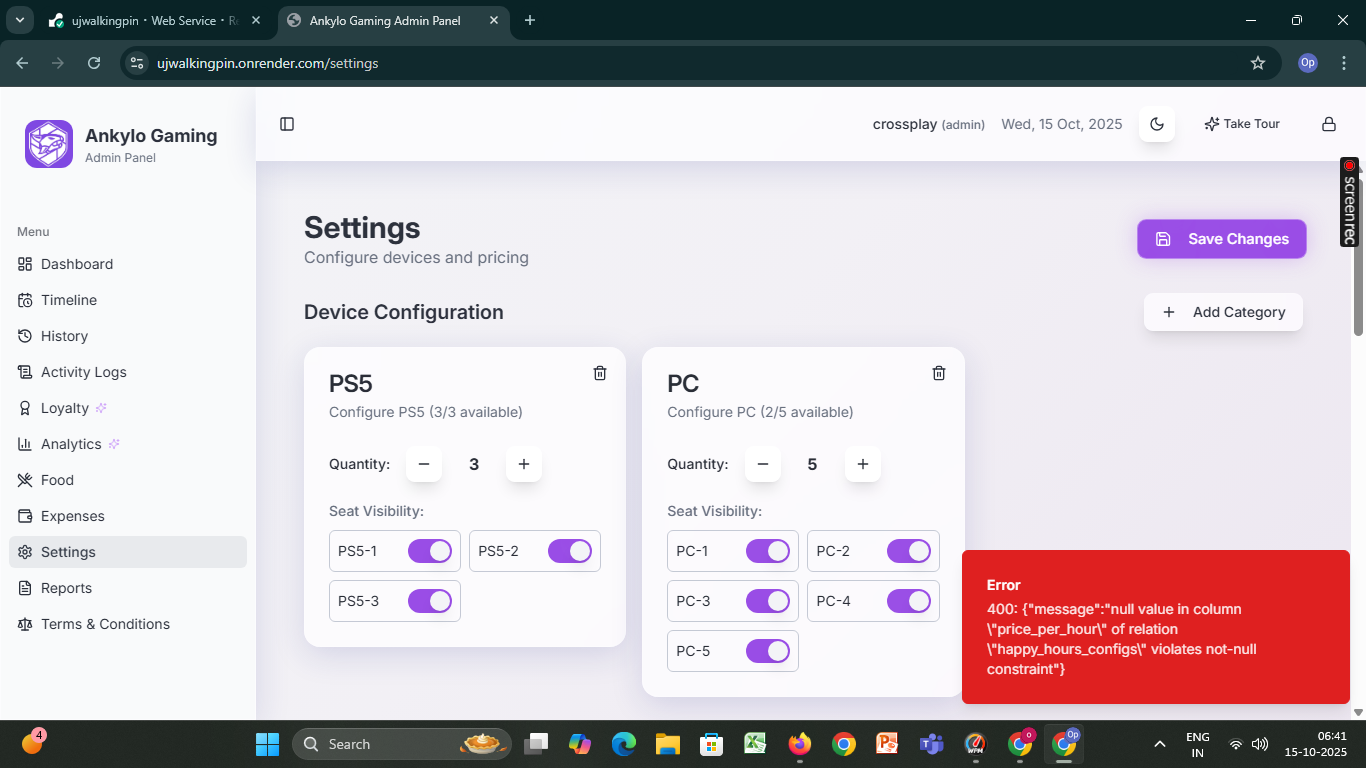 ujwalkingpin · Web Service · Re
Ankylo Gaming Admin Panel
ujwalkingpin.onrender.com/settings
Op
Ankylo Gaming
Admin Panel
crossplay (admin)
Wed, 15 Oct, 2025
Take Tour
screenrec
Menu
Dashboard
Timeline
History
Activity Logs
Loyalty
Analytics
Food
Expenses
Settings
Reports
Terms & Conditions
Settings
Configure devices and pricing
Save Changes
Device Configuration
Add Category
PS5
Configure PS5 (3/3 available)
Quantity:
3
Seat Visibility:
PS5-1
PS5-2
PS5-3
PC
Configure PC (2/5 available)
Quantity:
5
Seat Visibility:
PC-1
PC-2
PC-3
PC-4
PC-5
Error
400: {"message":"null value in column
\"price_per_hour\" of relation
\"happy_hours_configs\" violates not-null
constraint"}
4
Search
WPM
o
Op
ENG
IN
06:41
15-10-2025